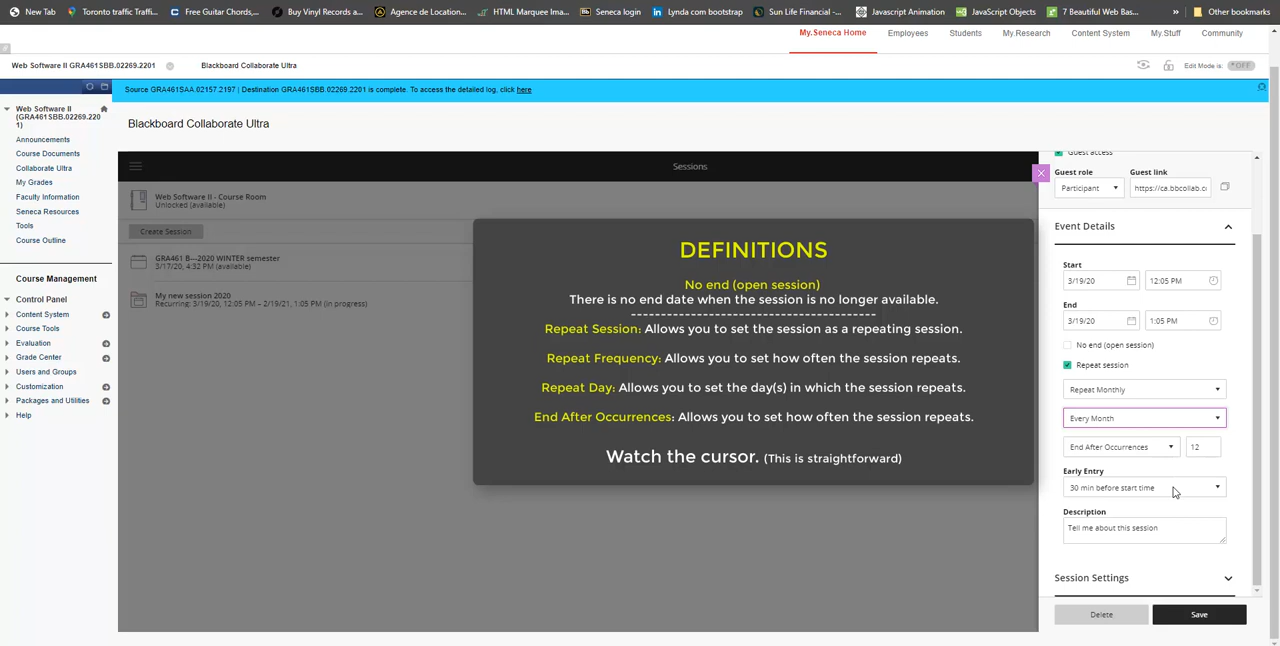 New Tab Toronto traffic Traffi... Free Guitar Chords,... Buy Vinyl Records a... Agence de Location... HTML Marquee Ima... Seneca login Lynda com bootstrap Sun Life Financial -... Javascript Animation JavaScript Objects 7 Beautiful Web Bas... » Other bookmarks
My.Seneca Home Employees Students My.Research Content System My.Stuff Community
Web Software II GRA461SBB.02269.2201 Blackboard Collaborate Ultra Edit Mode is: OFF
Source GRA461SAA.02157.2197 | Destination GRA461SBB.02269.2201 is complete. To access the detailed log, click here
Web Software II
(GRA461SBB.02269.220
1)
Announcements
Course Documents
Collaborate Ultra
My Grades
Faculty Information
Seneca Resources
Tools
Course Outline
Course Management
Control Panel
Content System
Course Tools
Evaluation
Grade Center
Users and Groups
Customization
Packages and Utilities
Help
Blackboard Collaborate Ultra
Sessions
Web Software II - Course Room
Unlocked (available)
Create Session
GRA461 B---2020 WINTER semester
3/17/20, 4:32 PM (available)
My new session 2020
Recurring: 3/19/20, 12:05 PM – 2/19/21, 1:05 PM (in progress)
DEFINITIONS
No end (open session)
There is no end date when the session is no longer available.
----------------------------------------
Repeat Session: Allows you to set the session as a repeating session.
Repeat Frequency: Allows you to set how often the session repeats.
Repeat Day: Allows you to set the day(s) in which the session repeats.
End After Occurrences: Allows you to set how often the session repeats.
Watch the cursor. (This is straightforward)
Guest access
Guest role Guest link
Participant https://ca.bbcollab.c
Event Details
Start
3/19/20 12:05 PM
End
3/19/20 1:05 PM
No end (open session)
Repeat session
Repeat Monthly
Every Month
End After Occurrences 12
Early Entry
30 min before start time
Description
Tell me about this session
Session Settings
Delete Save